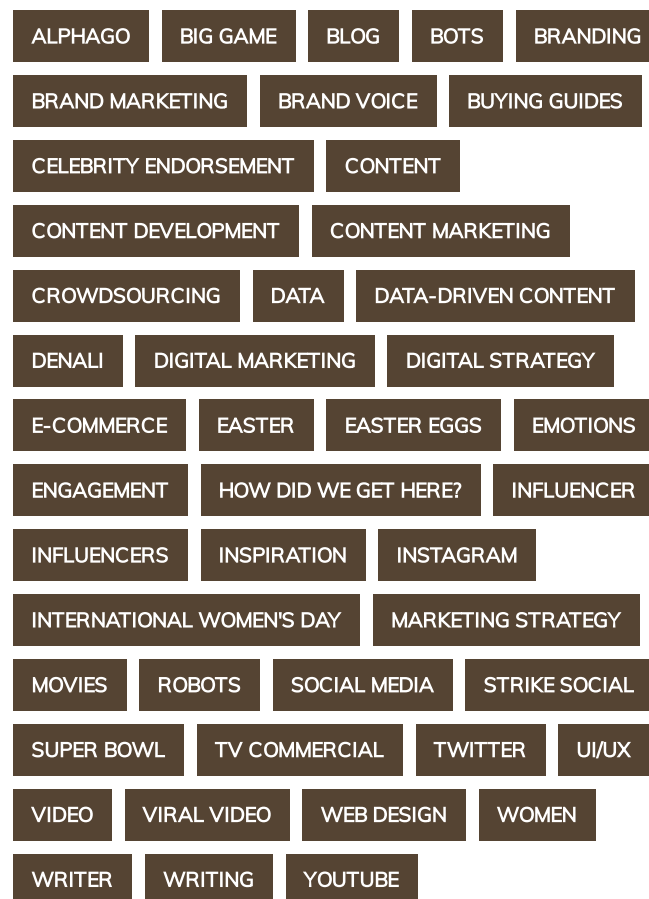 ALPHAGO BIG GAME BLOG BOTS BRANDING
BRAND MARKETING BRAND VOICE BUYING GUIDES
CELEBRITY ENDORSEMENT CONTENT
CONTENT DEVELOPMENT CONTENT MARKETING
CROWDSOURCING DATA DATA-DRIVEN CONTENT
DENALI DIGITAL MARKETING DIGITAL STRATEGY
E-COMMERCE EASTER EASTER EGGS EMOTIONS
ENGAGEMENT HOW DID WE GET HERE? INFLUENCER
INFLUENCERS INSPIRATION INSTAGRAM
INTERNATIONAL WOMEN'S DAY MARKETING STRATEGY
MOVIES ROBOTS SOCIAL MEDIA STRIKE SOCIAL
SUPER BOWL TV COMMERCIAL TWITTER UI/UX
VIDEO VIRAL VIDEO WEB DESIGN WOMEN
WRITER WRITING YOUTUBE